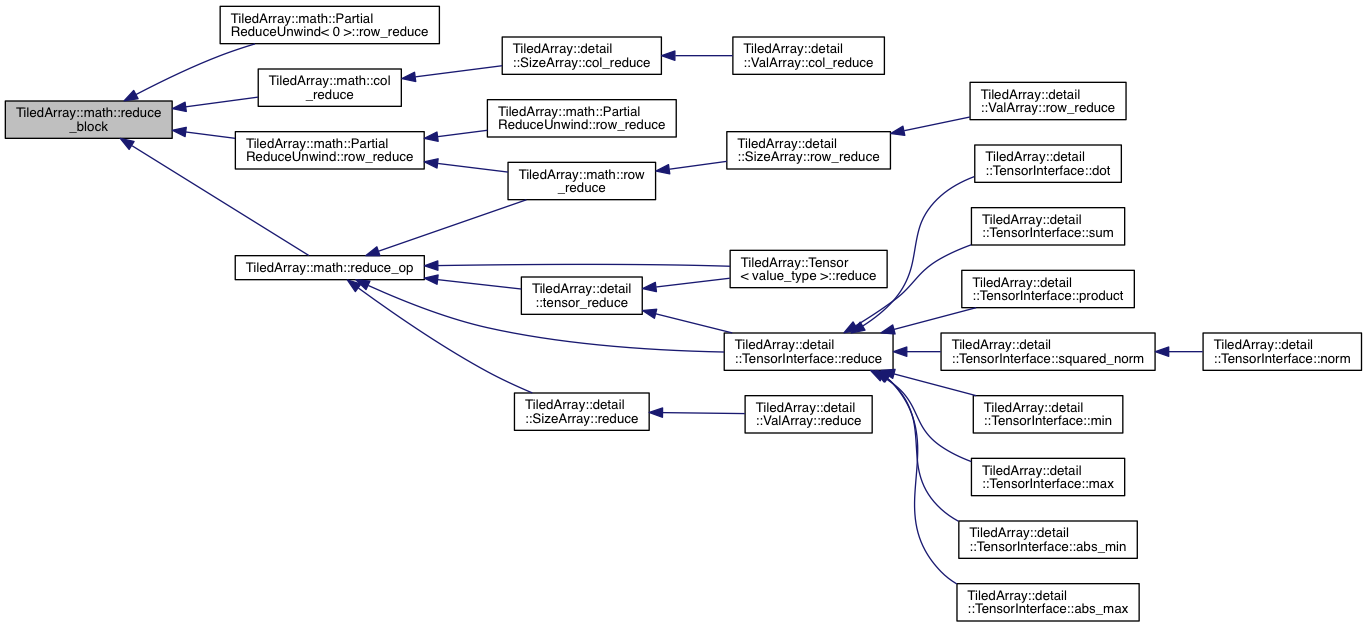 TiledArray::math::Partial
ReduceUnwind< 0 >::row_reduce
TiledArray::detail
::SizeArray::col_reduce
TiledArray::detail
::ValArray::col_reduce
TiledArray::math::col
_reduce
TiledArray::math::reduce
_block
TiledArray::math::Partial
ReduceUnwind::row_reduce
TiledArray::detail
::ValArray::row_reduce
TiledArray::math::Partial
ReduceUnwind::row_reduce
TiledArray::detail
::SizeArray::row_reduce
TiledArray::math::row
_reduce
TiledArray::detail
::TensorInterface::dot
TiledArray::detail
::TensorInterface::sum
TiledArray::math::reduce_op
TiledArray::Tensor
< value_type >::reduce
TiledArray::detail
::tensor_reduce
TiledArray::detail
::TensorInterface::product
TiledArray::detail
::TensorInterface::reduce
TiledArray::detail
::TensorInterface::squared_norm
TiledArray::detail
::TensorInterface::norm
TiledArray::detail
::SizeArray::reduce
TiledArray::detail
::ValArray::reduce
TiledArray::detail
::TensorInterface::min
TiledArray::detail
::TensorInterface::max
TiledArray::detail
::TensorInterface::abs_min
TiledArray::detail
::TensorInterface::abs_max